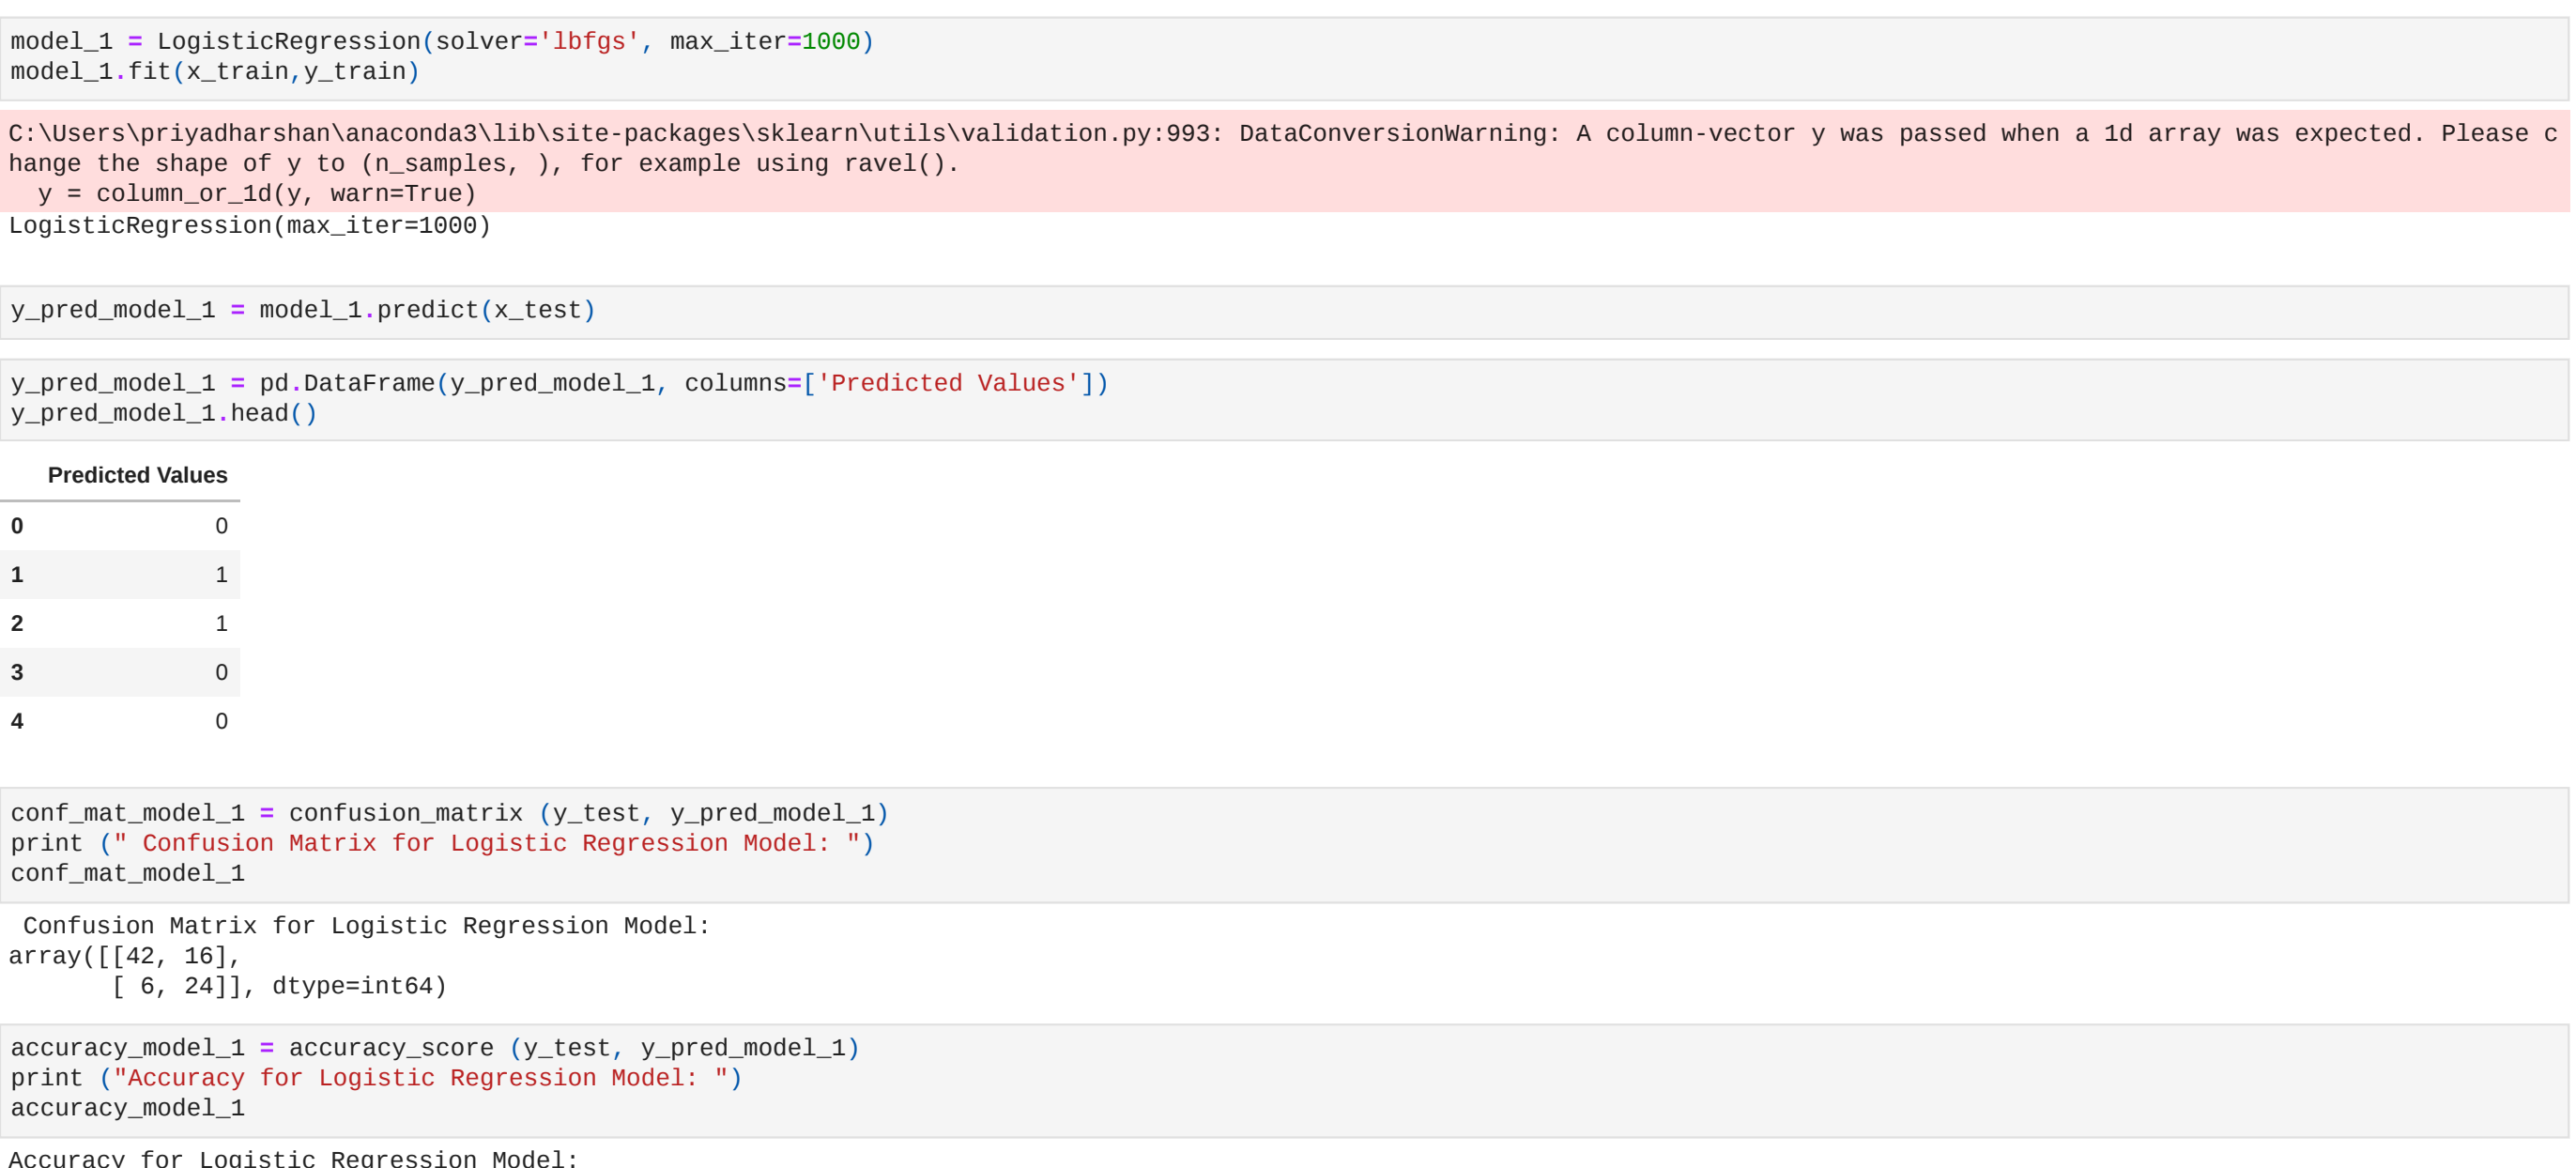 model_1 = LogisticRegression(solver='lbfgs', max_iter=1000)
model_1.fit(x_train,y_train)
C:\Users\priyadharshan\anaconda3\lib\site-packages\sklearn\utils\validation.py:993: DataConversionWarning: A column-vector y was passed when a 1d array was expected. Please c
hange the shape of y to (n_samples, ), for example using ravel().
  y = column_or_1d(y, warn=True)
LogisticRegression(max_iter=1000)
y_pred_model_1 = model_1.predict(x_test)
y_pred_model_1 = pd.DataFrame(y_pred_model_1, columns=['Predicted Values'])
y_pred_model_1.head()
Predicted Values
0 0
1 1
2 1
3 0
4 0
conf_mat_model_1 = confusion_matrix (y_test, y_pred_model_1)
print (" Confusion Matrix for Logistic Regression Model: ")
conf_mat_model_1
 Confusion Matrix for Logistic Regression Model:
array([[42, 16],
       [ 6, 24]], dtype=int64)
accuracy_model_1 = accuracy_score (y_test, y_pred_model_1)
print ("Accuracy for Logistic Regression Model: ")
accuracy_model_1
Accuracy for Logistic Regression Model: